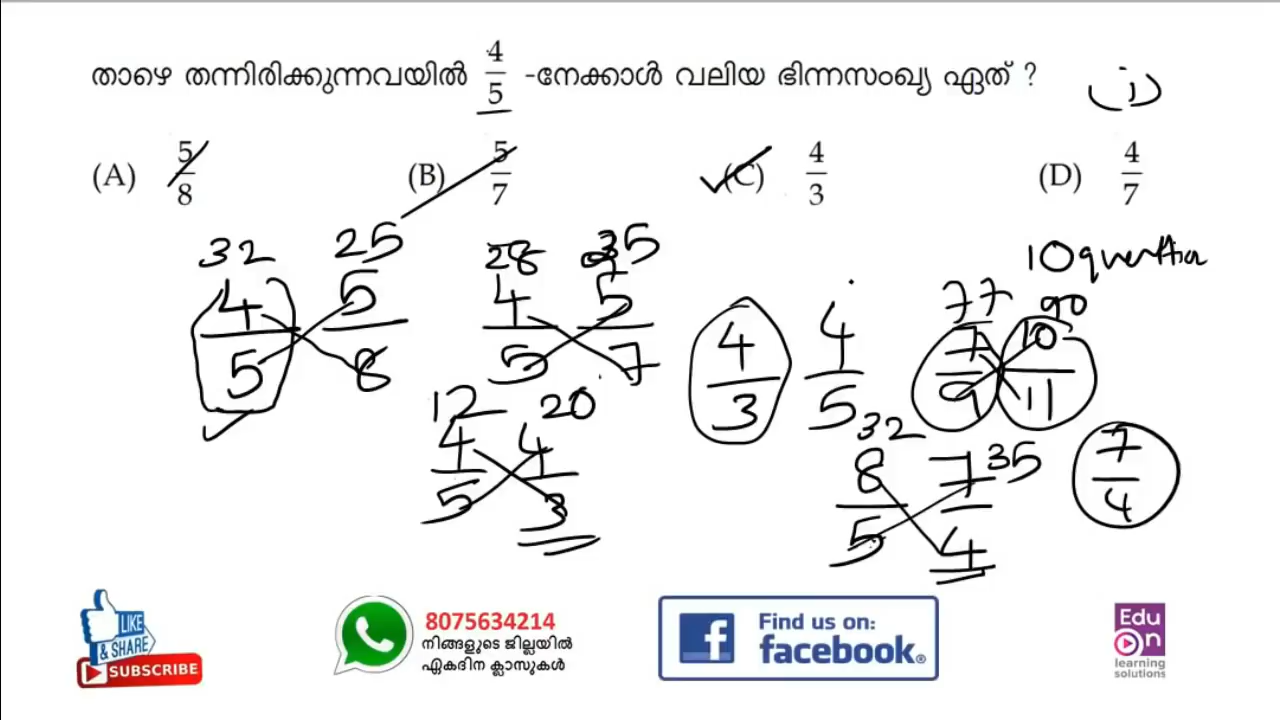 താഴെ തന്നിരിക്കുന്നവയിൽ 4/5 -നേക്കാൾ വലിയ ഭിന്നസംഖ്യ ഏത് ?
(A) 5/8 (B) 5/7 (C) 4/3 (D) 4/7
32 25 28 35
10 question
4/5 5/8 4/5 5/7
77 90
4/3 4/5 7/9 10/11
12 20
4/5 4/3
32 35
8/5 7/4 7/4
LIKE
& SHARE
SUBSCRIBE
8075634214
നിങ്ങളുടെ ജില്ലയിൽ
ഏകദിന ക്ലാസുകൾ
Find us on:
facebook®
Edu
on
learning
solutions